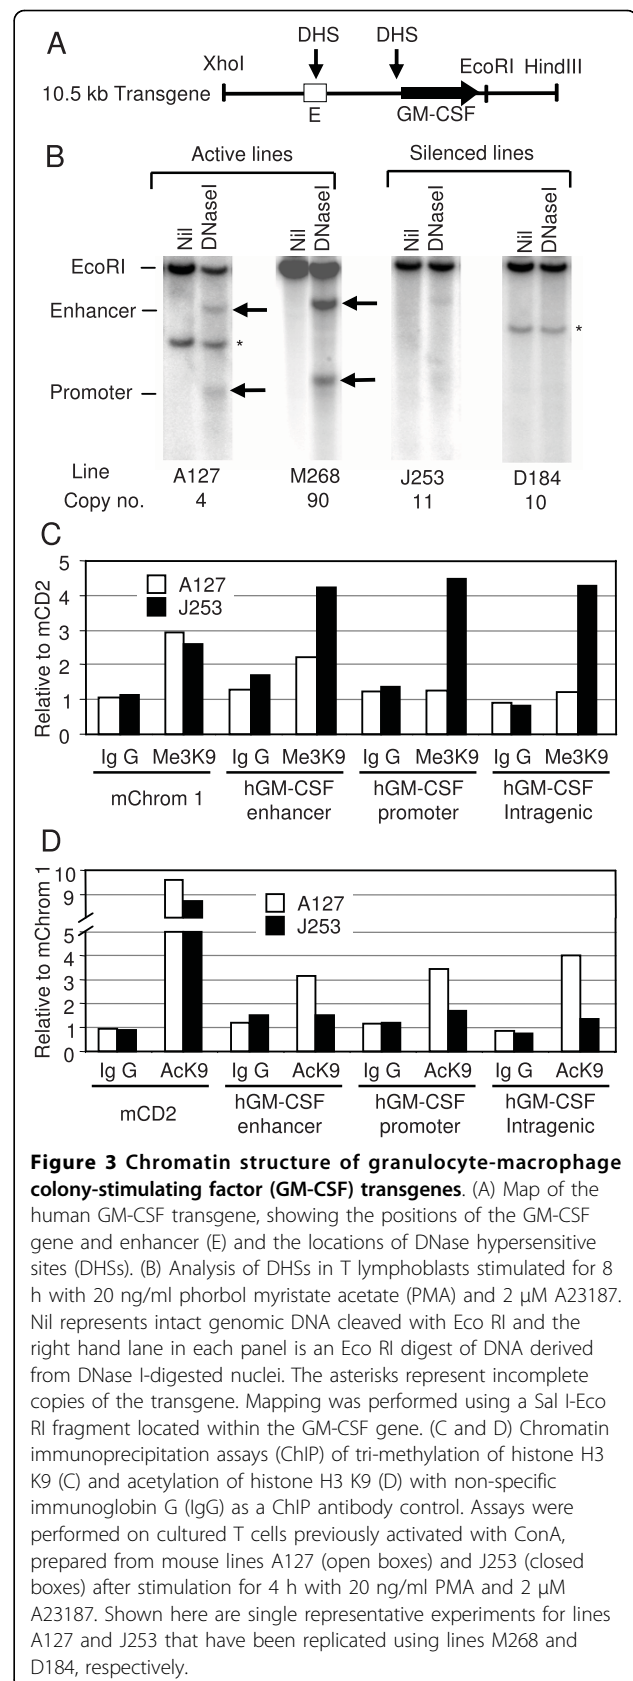 A
DHS DHS
XhoI EcoRI HindIII
10.5 kb Transgene
E GM-CSF
B
Active lines Silenced lines
Nil DNaseI Nil DNaseI Nil DNaseI Nil DNaseI
EcoRI
Enhancer
*
*
Promoter
Line A127 M268 J253 D184
Copy no. 4 90 11 10
C
Relative to mCD2
5
4
3
2
1
0
A127
J253
Ig G Me3K9 Ig G Me3K9 Ig G Me3K9 Ig G Me3K9
mChrom 1 hGM-CSF enhancer hGM-CSF promoter hGM-CSF Intragenic
D
Relative to mChrom 1
10
9
5
4
3
2
1
0
A127
J253
Ig G AcK9 Ig G AcK9 Ig G AcK9 Ig G AcK9
mCD2 hGM-CSF enhancer hGM-CSF promoter hGM-CSF Intragenic
Figure 3 Chromatin structure of granulocyte-macrophage
colony-stimulating factor (GM-CSF) transgenes. (A) Map of the
human GM-CSF transgene, showing the positions of the GM-CSF
gene and enhancer (E) and the locations of DNase hypersensitive
sites (DHSs). (B) Analysis of DHSs in T lymphoblasts stimulated for 8
h with 20 ng/ml phorbol myristate acetate (PMA) and 2 μM A23187.
Nil represents intact genomic DNA cleaved with Eco RI and the
right hand lane in each panel is an Eco RI digest of DNA derived
from DNase I-digested nuclei. The asterisks represent incomplete
copies of the transgene. Mapping was performed using a Sal I-Eco
RI fragment located within the GM-CSF gene. (C and D) Chromatin
immunoprecipitation assays (ChIP) of tri-methylation of histone H3
K9 (C) and acetylation of histone H3 K9 (D) with non-specific
immunoglobin G (IgG) as a ChIP antibody control. Assays were
performed on cultured T cells previously activated with ConA,
prepared from mouse lines A127 (open boxes) and J253 (closed
boxes) after stimulation for 4 h with 20 ng/ml PMA and 2 μM
A23187. Shown here are single representative experiments for lines
A127 and J253 that have been replicated using lines M268 and
D184, respectively.